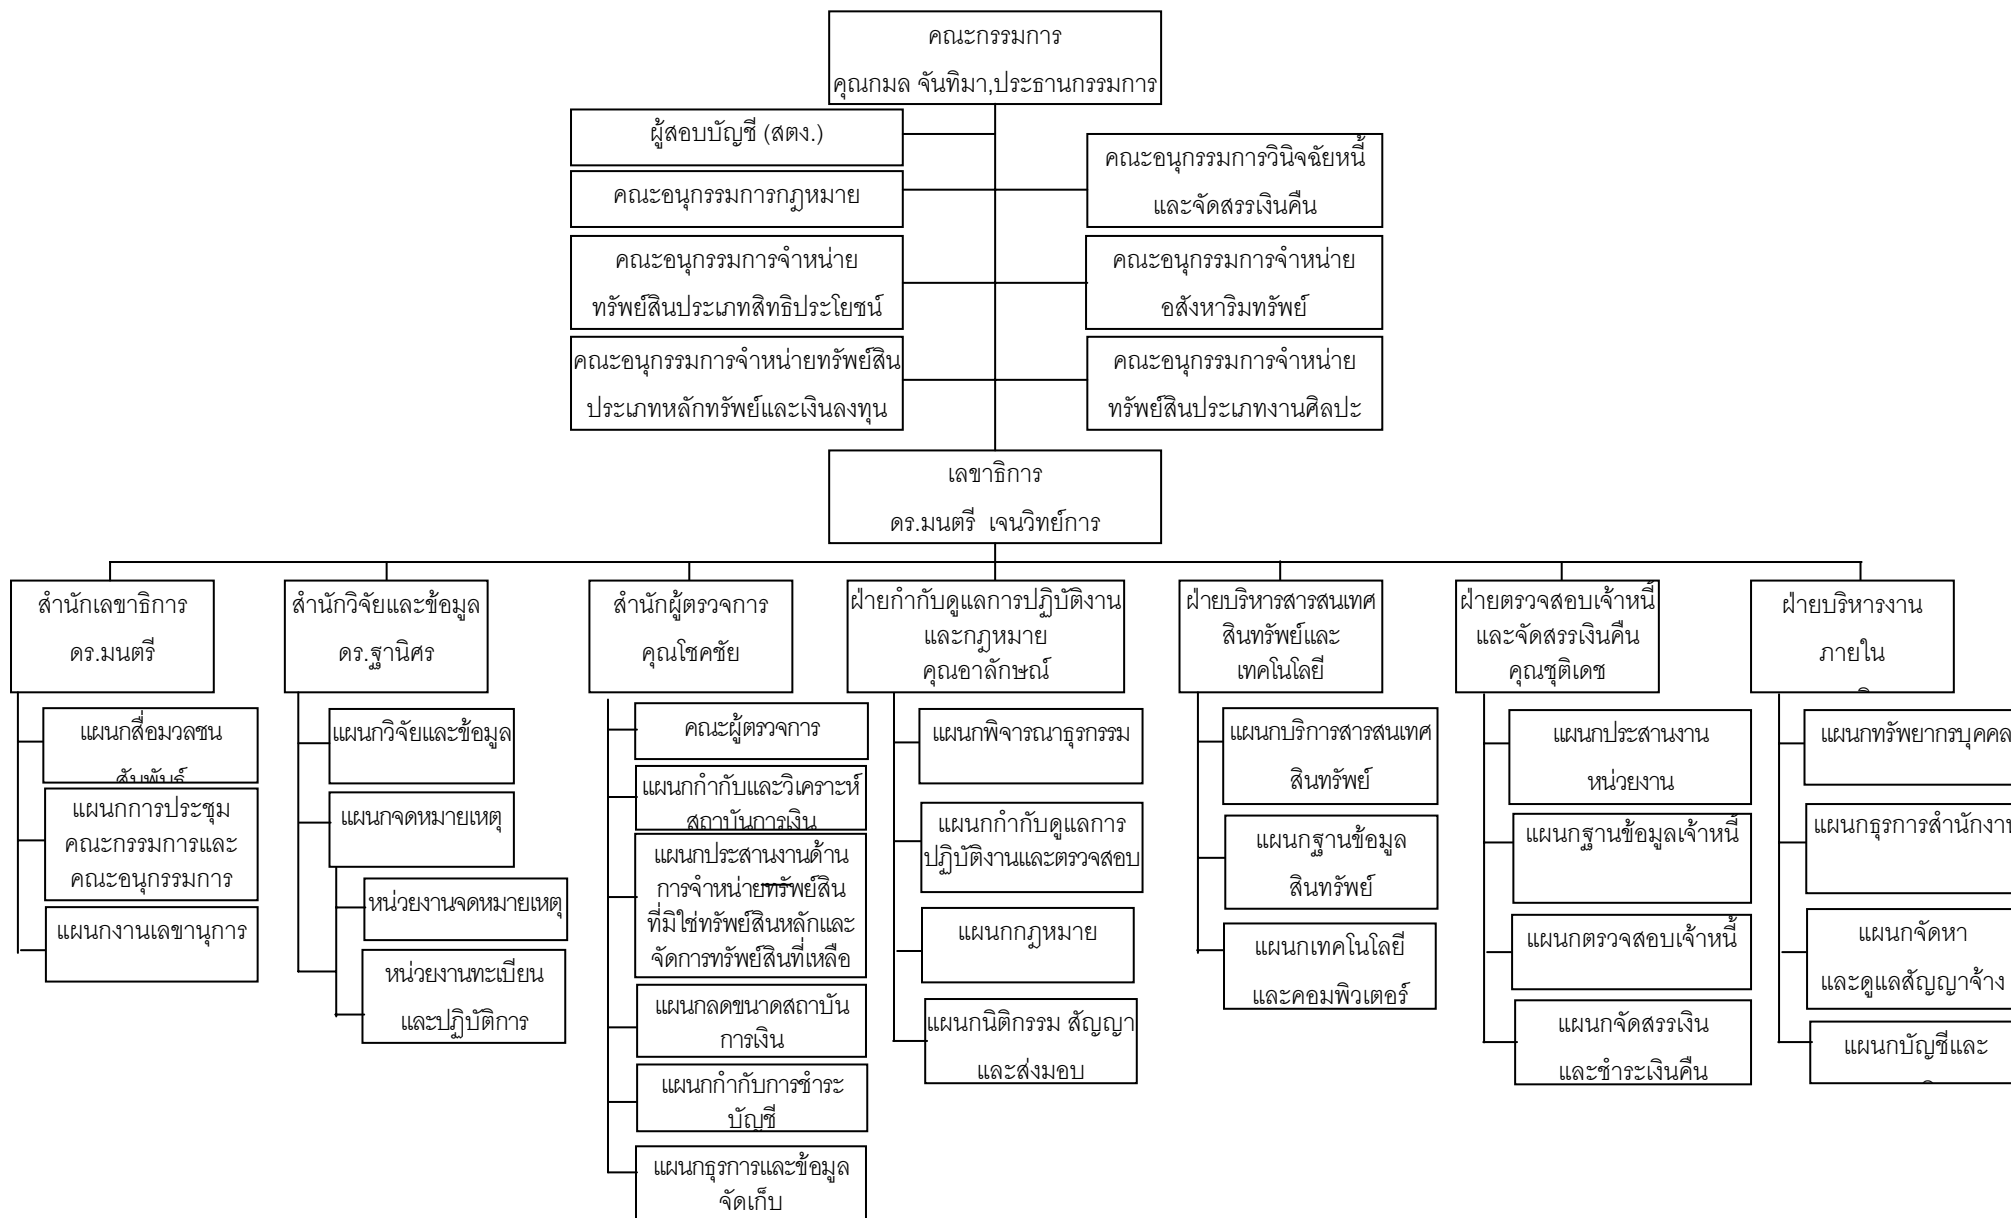 คณะกรรมการ
คุณกมล จันทิมา,ประธานกรรมการ
ผู้สอบบัญชี (สตง.)
คณะอนุกรรมการวินิจฉัยหนี้
และจัดสรรเงินคืน
คณะอนุกรรมการกฎหมาย
คณะอนุกรรมการจำหน่าย
ทรัพย์สินประเภทสิทธิประโยชน์
คณะอนุกรรมการจำหน่าย
อสังหาริมทรัพย์
คณะอนุกรรมการจำหน่ายทรัพย์สิน
ประเภทหลักทรัพย์และเงินลงทุน
คณะอนุกรรมการจำหน่าย
ทรัพย์สินประเภทงานศิลปะ
เลขาธิการ
ดร.มนตรี เจนวิทย์การ
สำนักเลขาธิการ
ดร.มนตรี
แผนกสื่อมวลชน
สัมพันธ์
แผนกการประชุม
คณะกรรมการและ
คณะอนุกรรมการ
แผนกงานเลขานุการ
สำนักวิจัยและข้อมูล
ดร.ฐานิศร
แผนกวิจัยและข้อมูล
แผนกจดหมายเหตุ
หน่วยงานจดหมายเหตุ
หน่วยงานทะเบียน
และปฏิบัติการ
สำนักผู้ตรวจการ
คุณโชคชัย
คณะผู้ตรวจการ
แผนกกำกับและวิเคราะห์
สถาบันการเงิน
แผนกประสานงานด้าน
การจำหน่ายทรัพย์สิน
ที่มิใช่ทรัพย์สินหลักและ
จัดการทรัพย์สินที่เหลือ
แผนกลดขนาดสถาบัน
การเงิน
แผนกกำกับการชำระ
บัญชี
แผนกธุรการและข้อมูล
จัดเก็บ
ฝ่ายกำกับดูแลการปฏิบัติงาน
และกฎหมาย
คุณอาลักษณ์
แผนกพิจารณาธุรกรรม
แผนกกำกับดูแลการ
ปฏิบัติงานและตรวจสอบ
แผนกกฎหมาย
แผนกนิติกรรม สัญญา
และส่งมอบ
ฝ่ายบริหารสารสนเทศ
สินทรัพย์และ
เทคโนโลยี
แผนกบริการสารสนเทศ
สินทรัพย์
แผนกฐานข้อมูล
สินทรัพย์
แผนกเทคโนโลยี
และคอมพิวเตอร์
ฝ่ายตรวจสอบเจ้าหนี้
และจัดสรรเงินคืน
คุณชุติเดช
แผนกประสานงาน
หน่วยงาน
แผนกฐานข้อมูลเจ้าหนี้
แผนกตรวจสอบเจ้าหนี้
แผนกจัดสรรเงิน
และชำระเงินคืน
ฝ่ายบริหารงาน
ภายใน
แผนกทรัพยากรบุคคล
แผนกธุรการสำนักงาน
แผนกจัดหา
และดูแลสัญญาจ้าง
แผนกบัญชีและ